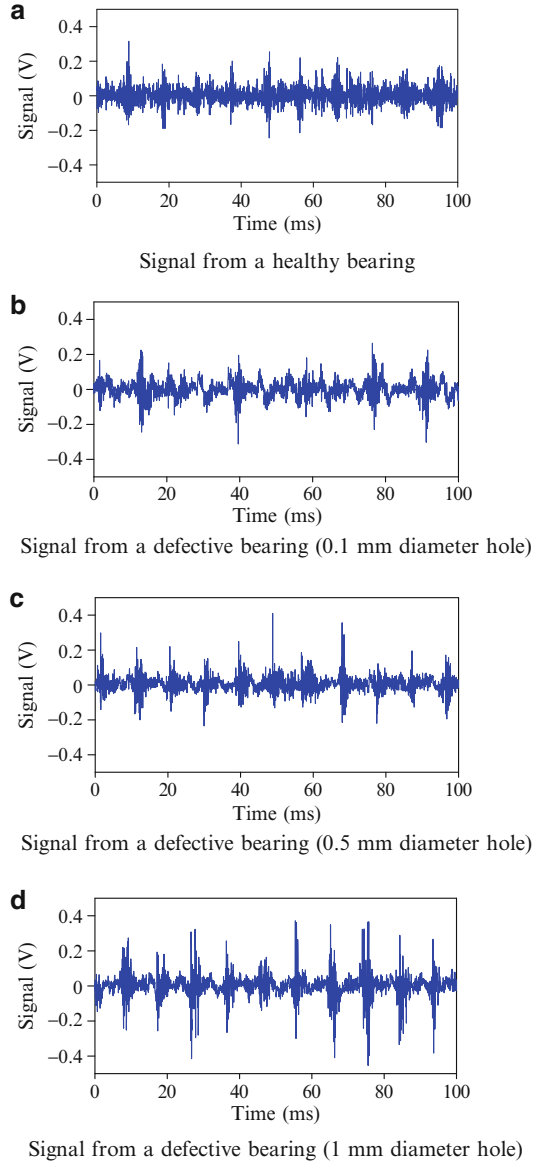 a
0.4
0.2
0
−0.2
−0.4
Signal (V)
0 20 40 60 80 100
Time (ms)
Signal from a healthy bearing
b
0.4
0.2
0
−0.2
−0.4
Signal (V)
0 20 40 60 80 100
Time (ms)
Signal from a defective bearing (0.1 mm diameter hole)
c
0.4
0.2
0
−0.2
−0.4
Signal (V)
0 20 40 60 80 100
Time (ms)
Signal from a defective bearing (0.5 mm diameter hole)
d
0.4
0.2
0
−0.2
−0.4
Signal (V)
0 20 40 60 80 100
Time (ms)
Signal from a defective bearing (1 mm diameter hole)